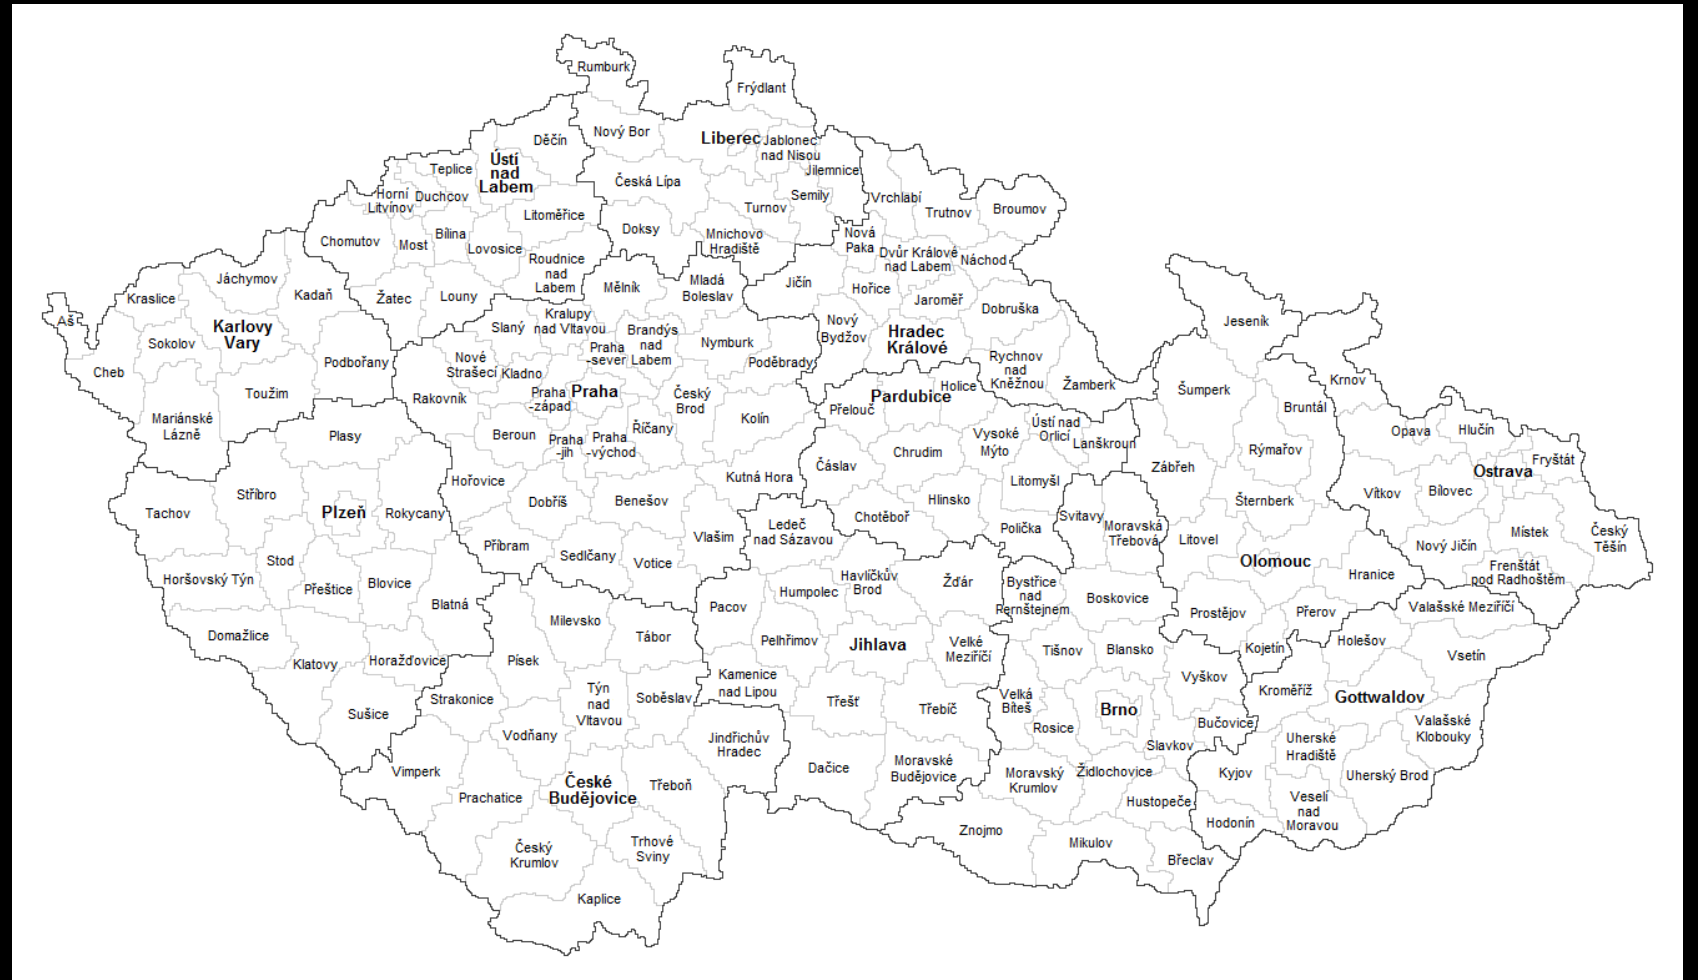 Rumburk
Frýdlant
Děčín
Nový Bor
Liberec
Jablonec
nad Nisou
Ústí
nad
Labem
Teplice
Jilemnice
Česká Lípa
Horní
Litvínov
Duchcov
Semily
Vrchlabí
Turnov
Trutnov
Broumov
Litoměřice
Doksy
Bílina
Chomutov
Most
Lovosice
Mnichovo
Hradiště
Nová
Paka
Dvůr Králové
nad Labem
Náchod
Roudnice
nad
Labem
Jáchymov
Kadaň
Kraslice
Žatec
Louny
Mělník
Mladá
Boleslav
Jičín
Hořice
Jaroměř
Dobruška
Aš
Karlovy
Vary
Slaný
Kralupy
nad Vltavou
Brandýs
nad
Labem
Nový
Bydžov
Hradec
Králové
Jeseník
Sokolov
Cheb
Podbořany
Nové
Strašecí
Kladno
Praha
-sever
Nymburk
Poděbrady
Rychnov
nad
Kněžnou
Žamberk
Krnov
Toužim
Rakovník
Praha
-západ
Praha
Český
Brod
Pardubice
Holice
Šumperk
Bruntál
Mariánské
Lázně
Plasy
Beroun
Praha
-jih
Praha
-východ
Říčany
Kolín
Přelouč
Ústí nad
Orlicí
Vysoké
Mýto
Lanškroun
Opava
Hlučín
Chrudim
Čáslav
Rýmařov
Zábřeh
Ostrava
Fryštát
Hořovice
Kutná Hora
Litomyšl
Vítkov
Bílovec
Stříbro
Dobříš
Benešov
Hlinsko
Šternberk
Tachov
Plzeň
Rokycany
Chotěboř
Svitavy
Polička
Moravská
Třebová
Ledeč
nad Sázavou
Vlašim
Litovel
Místek
Český
Těšín
Příbram
Sedlčany
Votice
Nový Jičín
Stod
Olomouc
Hranice
Frenštát
pod Radhoštěm
Horšovský Týn
Přeštice
Blovice
Havlíčkův
Brod
Humpolec
Žďár
Bystřice
nad
Pernštejnem
Boskovice
Blatná
Pacov
Milevsko
Prostějov
Přerov
Valašské Meziříčí
Domažlice
Tábor
Pelhřimov
Jihlava
Velké
Meziříčí
Tišnov
Blansko
Kojetín
Holešov
Vsetín
Klatovy
Horažďovice
Písek
Kamenice
nad Lipou
Vyškov
Kroměříž
Gottwaldov
Strakonice
Týn
nad
Vltavou
Soběslav
Třešť
Třebíč
Velká
Bíteš
Brno
Sušice
Vodňany
Jindřichův
Hradec
Rosice
Bučovice
Slavkov
Valašské
Klobouky
Uherské
Hradiště
Vimperk
České
Budějovice
Třeboň
Dačice
Moravské
Budějovice
Moravský
Krumlov
Židlochovice
Kyjov
Uherský Brod
Prachatice
Hustopeče
Veselí
nad
Moravou
Hodonín
Český
Krumlov
Trhové
Sviny
Znojmo
Mikulov
Břeclav
Kaplice